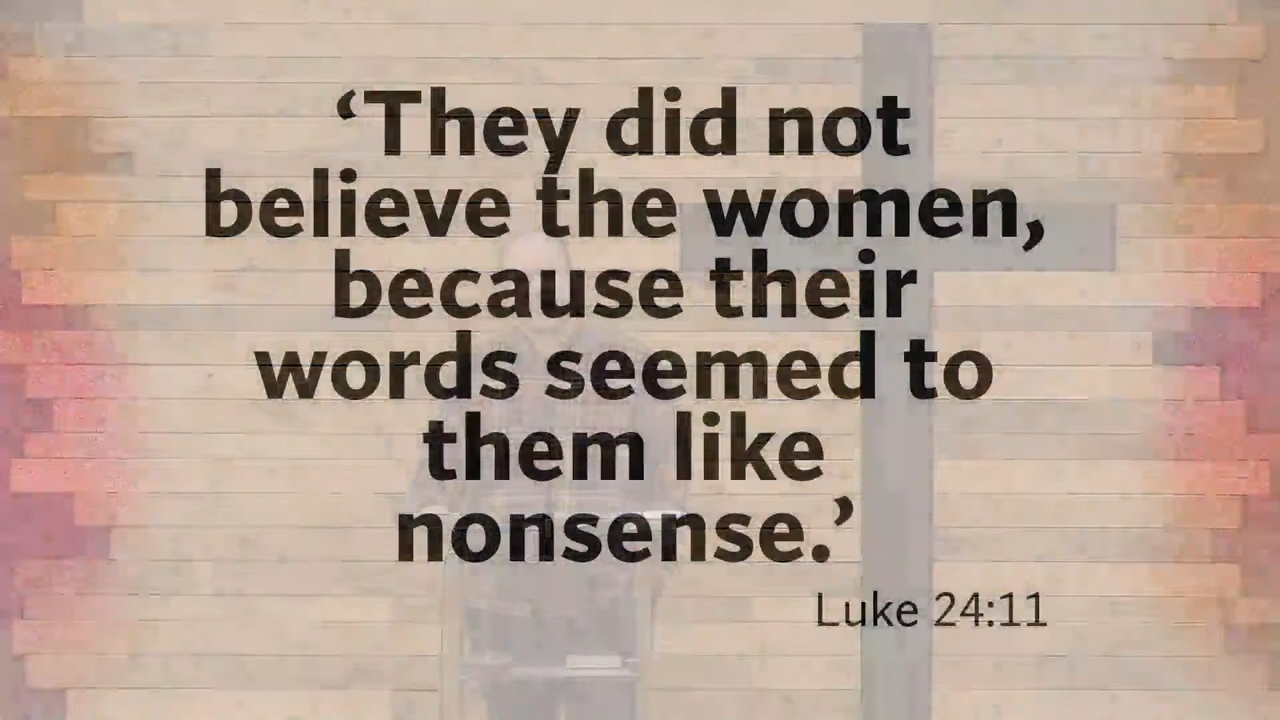 ‘They did not
believe the women,
because their
words seemed to
them like
nonsense.’
Luke 24:11